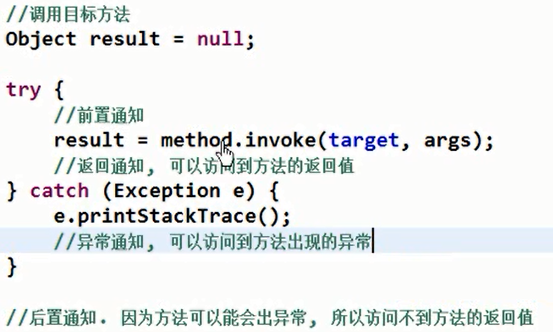 //调用目标方法
Object result = null;
try {
//前置通知
result = method.invoke(target, args);
//返回通知, 可以访问到方法的返回值
} catch (Exception e) {
e.printStackTrace();
//异常通知, 可以访问到方法出现的异常
}
//后置通知. 因为方法可以能会出异常, 所以访问不到方法的返回值